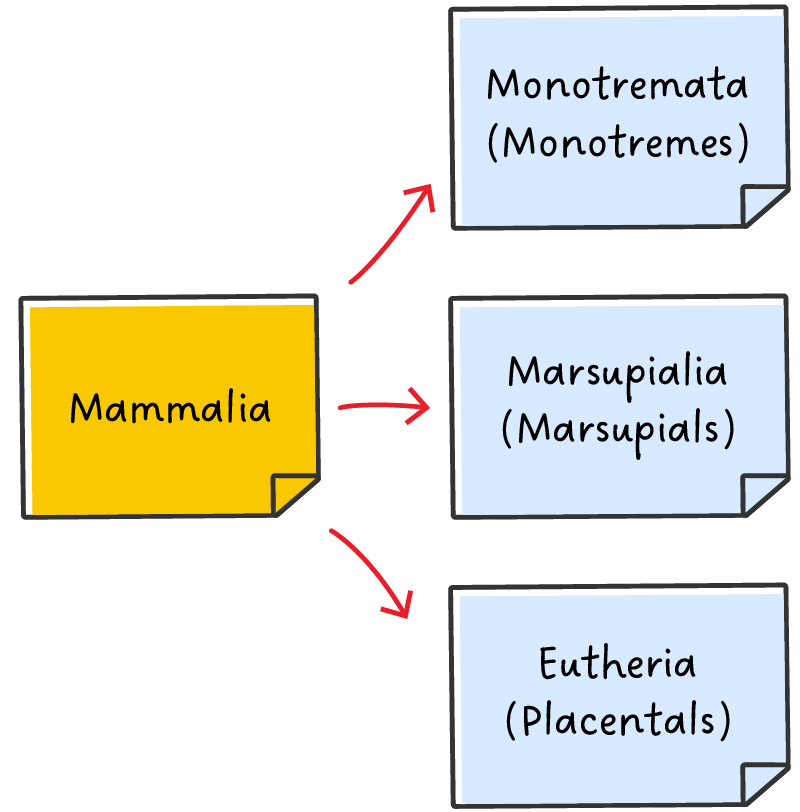 Monotremata
(Monotremes)
Mammalia
Marsupialia
(Marsupials)
Eutheria
(Placentals)